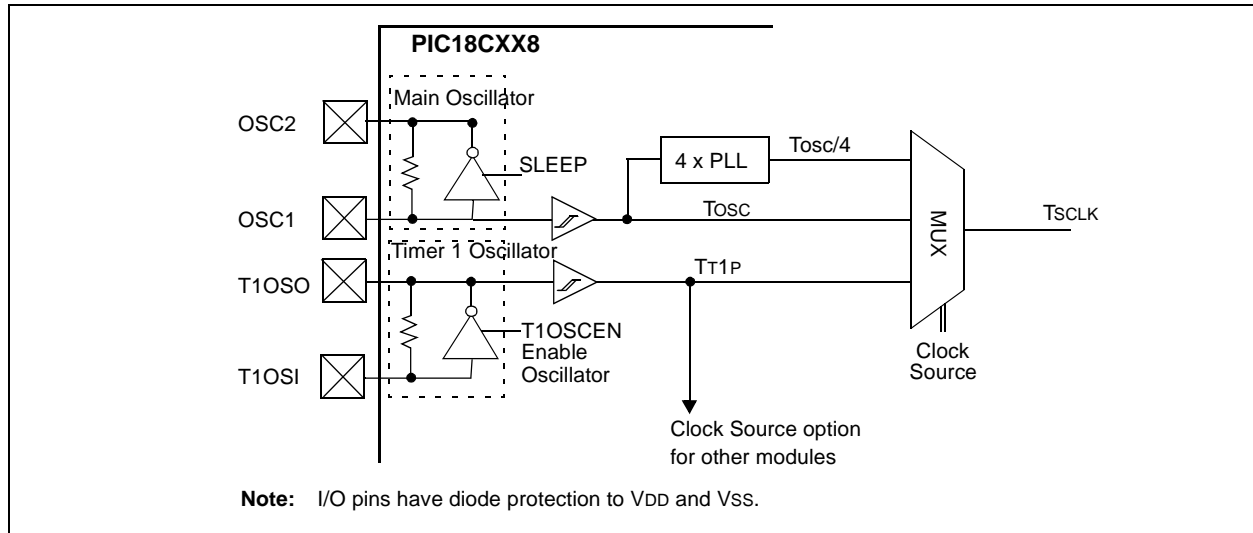 PIC18CXX8
Main Oscillator
OSC2
4 x PLL
Tosc/4
SLEEP
OSC1
TOSC
MUX
TSCLK
Timer 1 Oscillator
T1OSO
TT1P
T1OSCEN
Enable
Oscillator
T1OSI
Clock
Source
Clock Source option
for other modules
Note: I/O pins have diode protection to VDD and VSS.